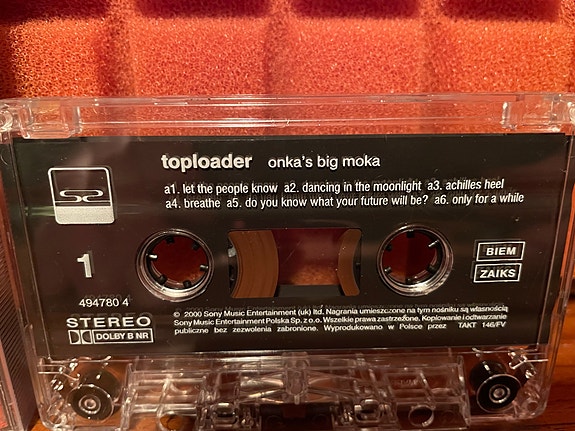 toploader onka's big moka
a1. let the people know a2. dancing in the moonlight a3. achilles heel
a4. breathe a5. do you know what your future will be? a6. only for a while
1
BIEM
ZAIKS
494780 4
STEREO
DOLBY B NR
© 2000 Sony Music Entertainment (uk) ltd. Nagrania umieszczone na tym nośniku są własnością
Sony Music Entertainment Polska Sp. z o.o. Wszelkie prawa zastrzeżone. Kopiowanie i odtwarzanie
publiczne bez zezwolenia zabronione. Wyprodukowano w Polsce przez TAKT 146/FV